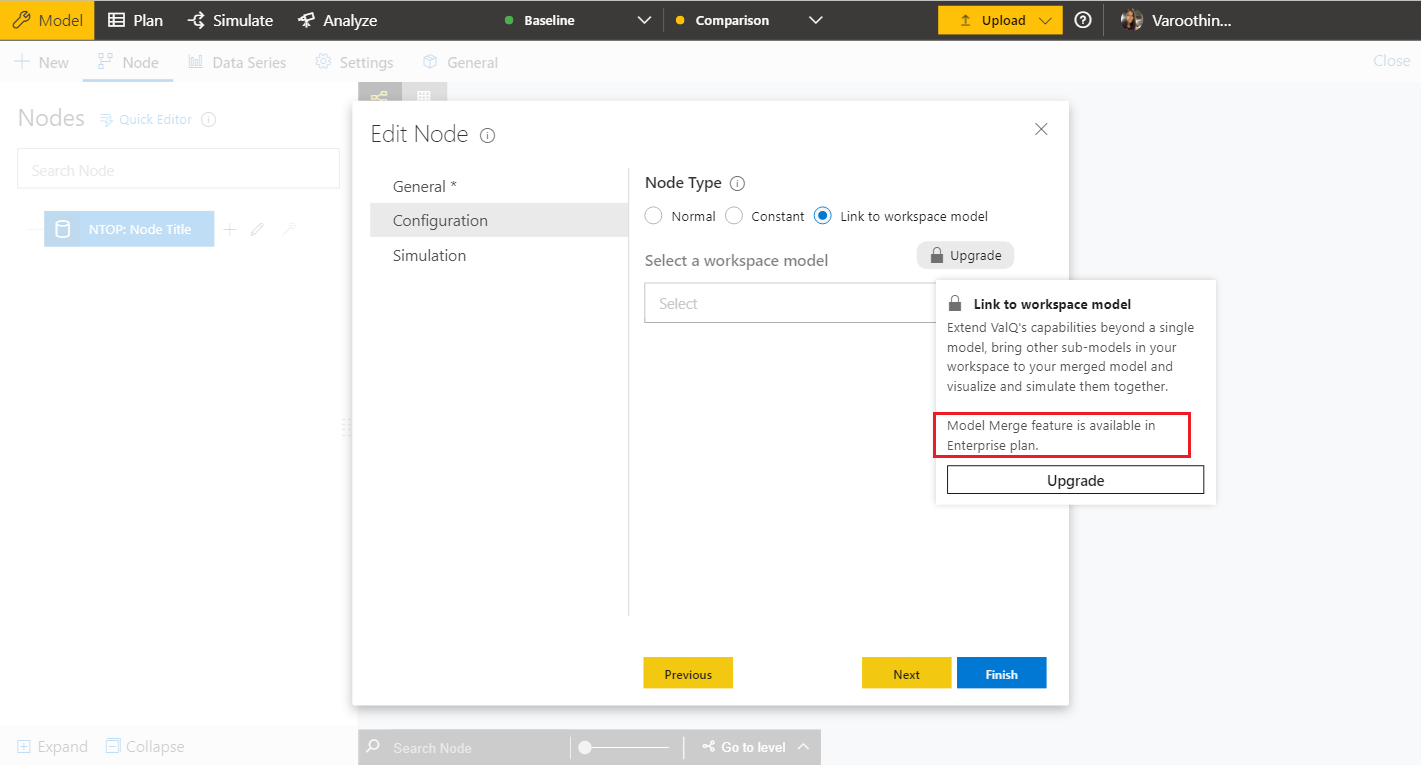 Model
Plan
Simulate
Analyze
Baseline
Comparison
Upload
Varoothin...
New
Node
Data Series
Settings
General
Close
Nodes
Quick Editor
Search Node
NTOP: Node Title
Edit Node
General *
Configuration
Simulation
Node Type
Normal
Constant
Link to workspace model
Select a workspace model
Upgrade
Select
Link to workspace model
Extend ValQ's capabilities beyond a single
model, bring other sub-models in your
workspace to your merged model and
visualize and simulate them together.
Model Merge feature is available in
Enterprise plan.
Upgrade
Previous
Next
Finish
Expand
Collapse
Search Node
Go to level